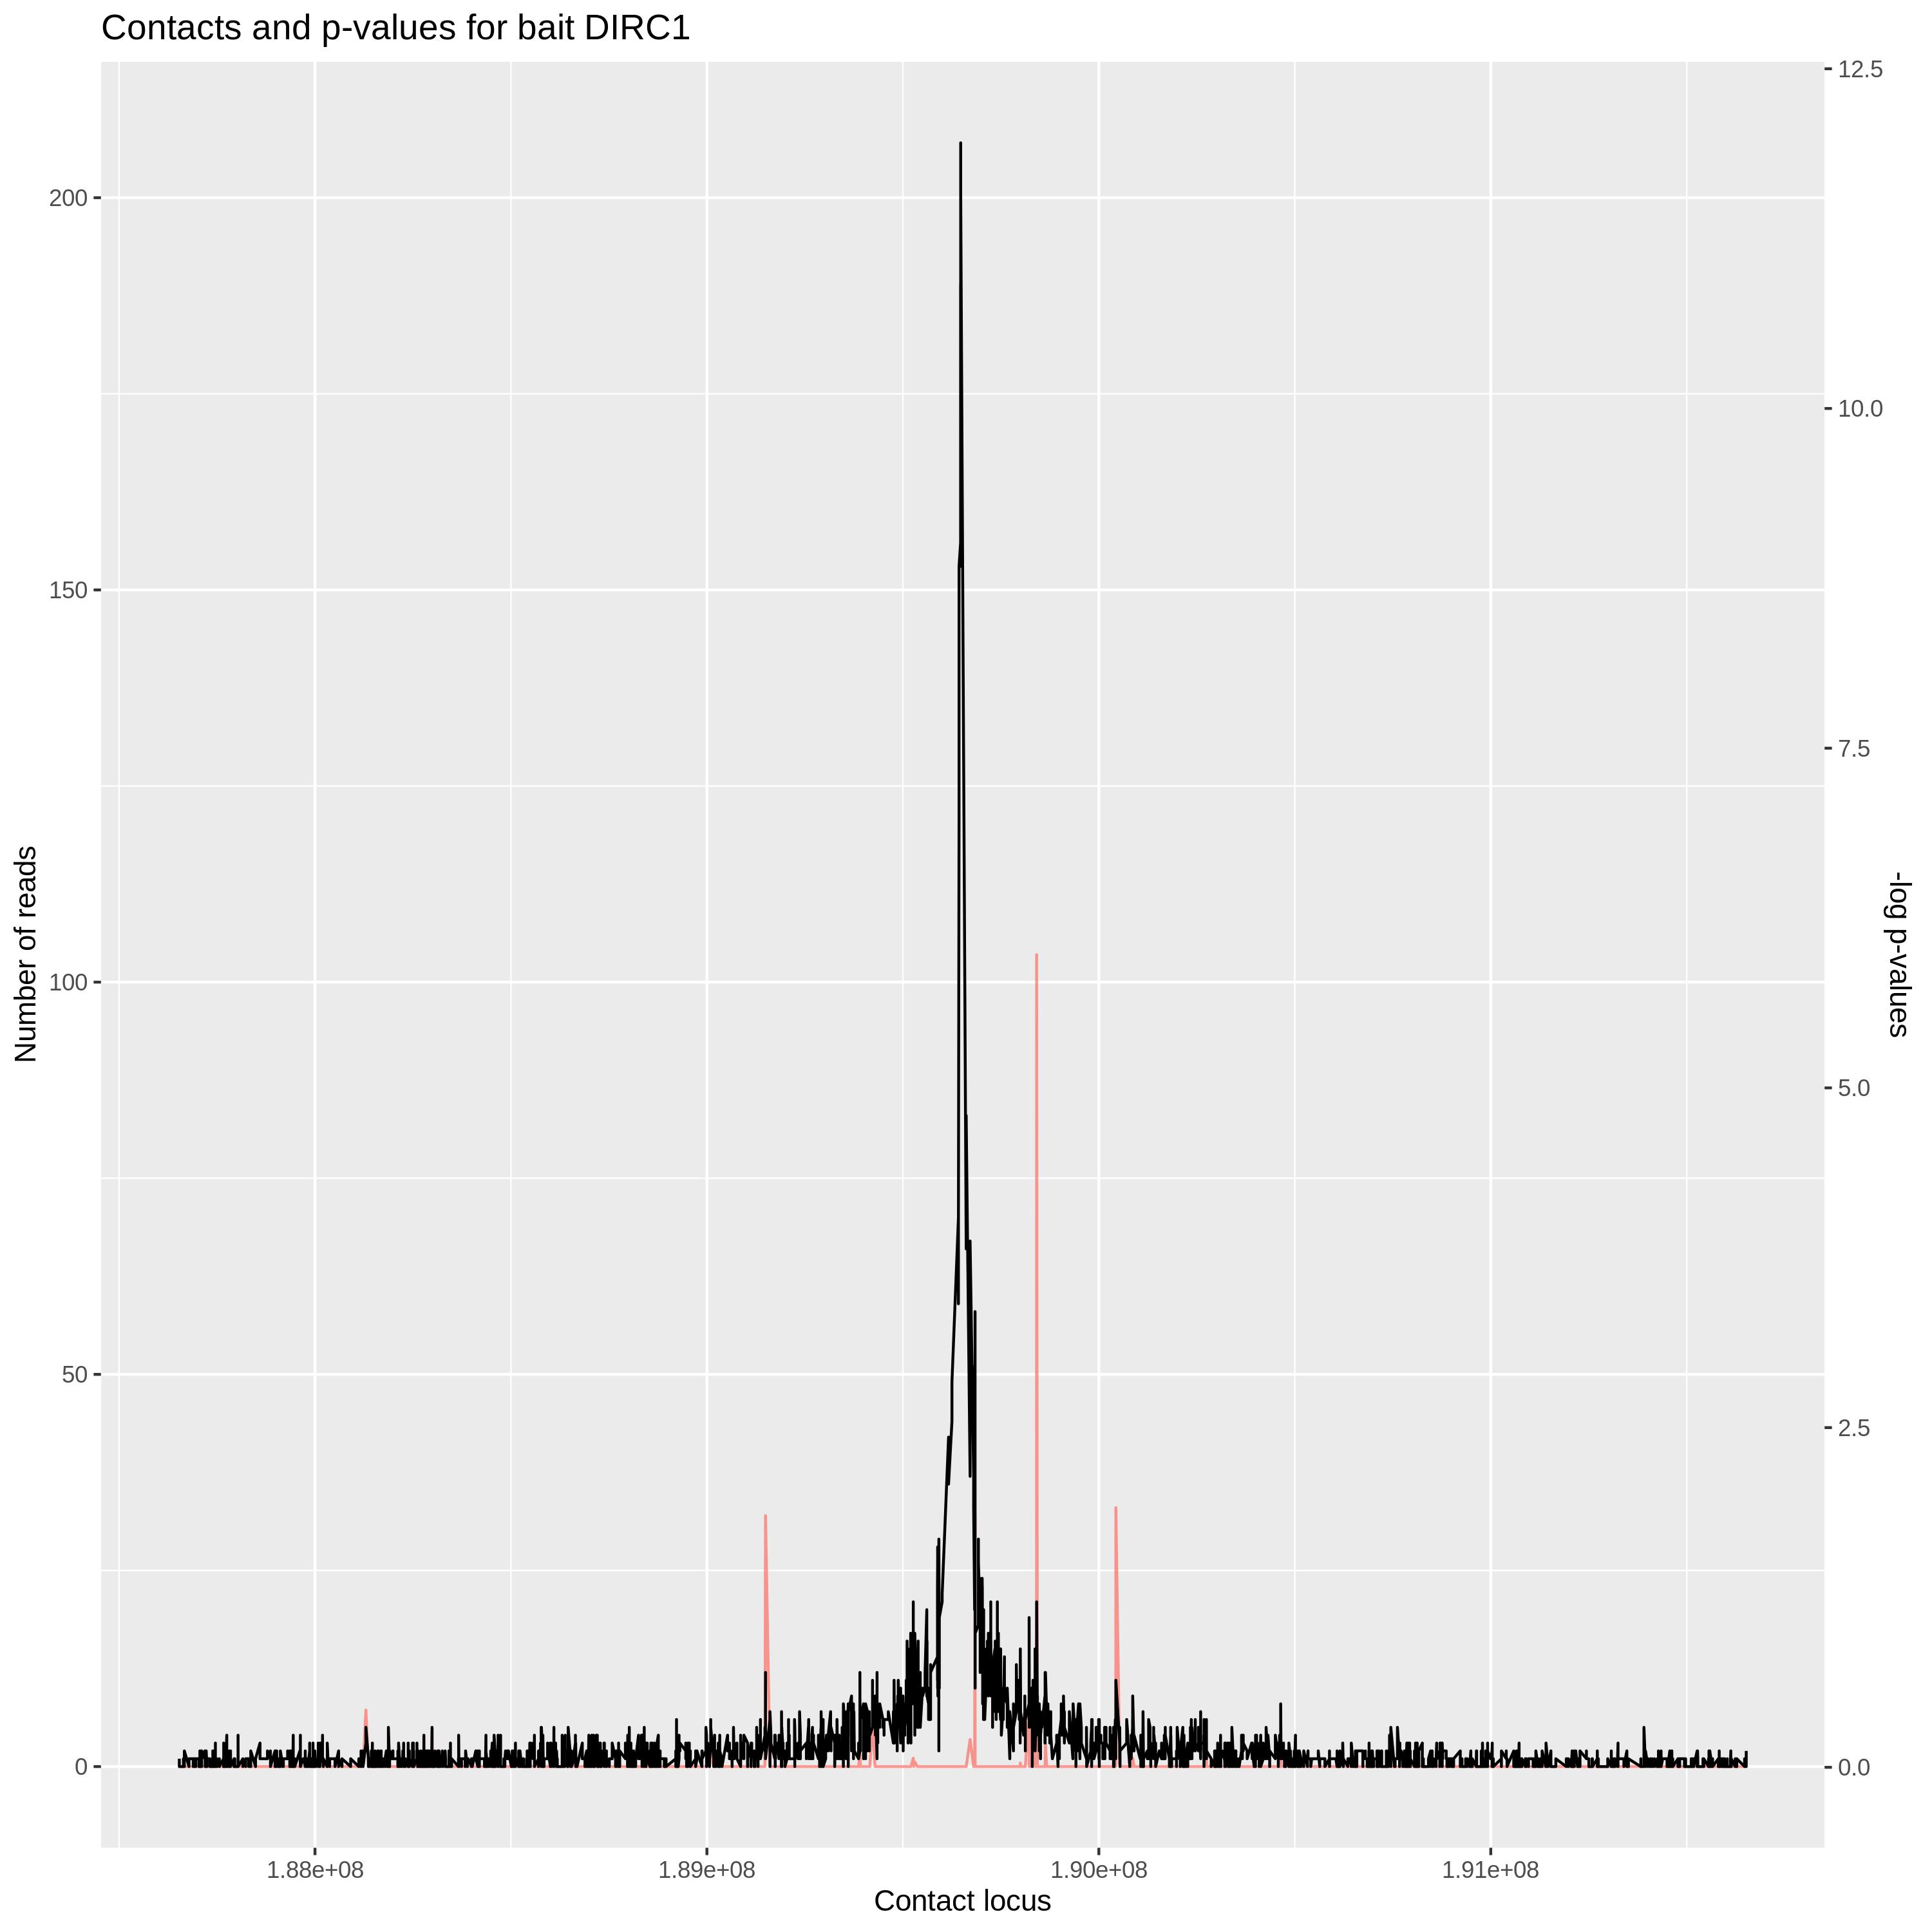 Contacts and p-values for bait DIRC1
200
150
100
50
0
Number of reads
12.5
10.0
7.5
5.0
2.5
0.0
-log p-values
1.88e+08
1.89e+08
1.90e+08
1.91e+08
Contact locus